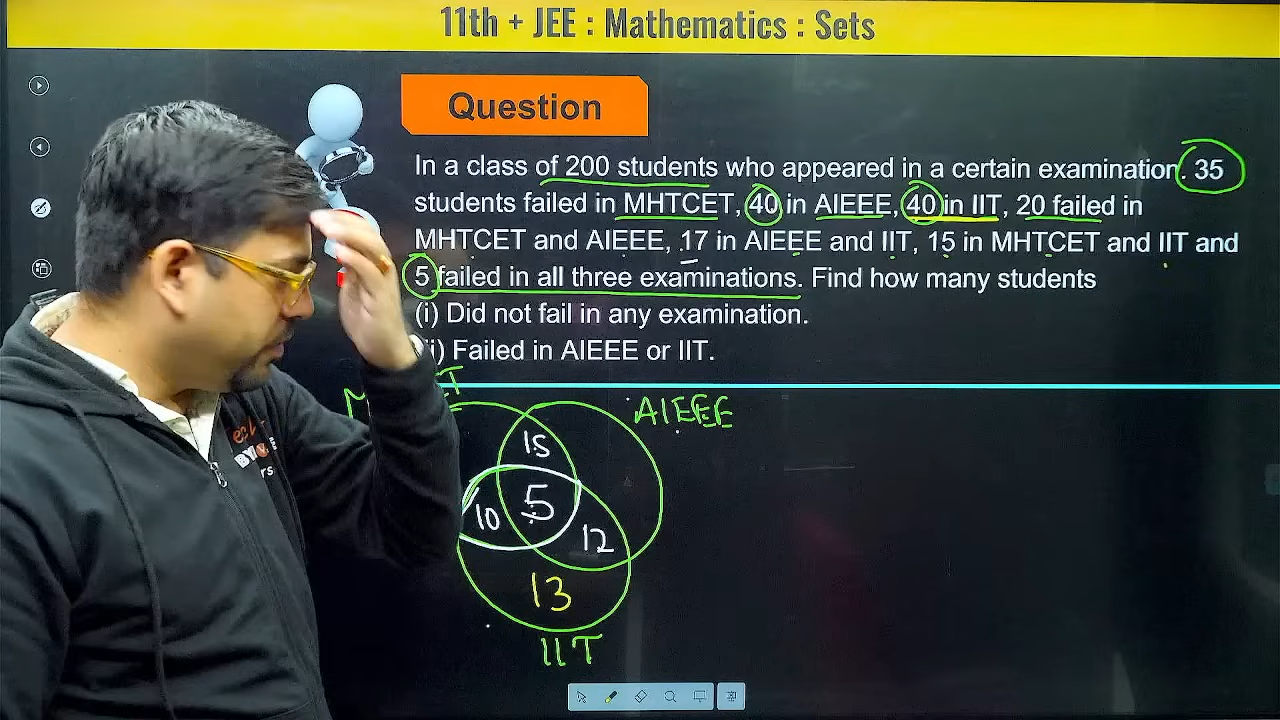 11th + JEE : Mathematics : Sets
Question
In a class of 200 students who appeared in a certain examination. 35
students failed in MHTCET, 40 in AIEEE, 40 in IIT, 20 failed in
MHTCET and AIEEE, 17 in AIEEE and IIT, 15 in MHTCET and IIT and
5 failed in all three examinations. Find how many students
(i) Did not fail in any examination.
i) Failed in AIEEE or IIT.
AIEEE
15
5
10
12
13
IIT